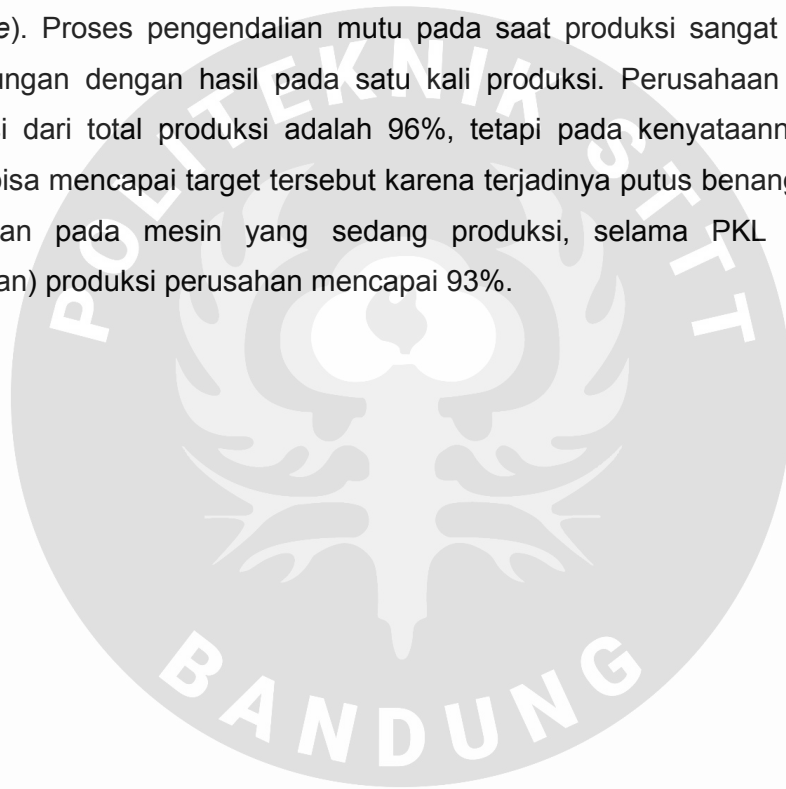 e). Proses pengendalian mutu pada saat produksi sangat
ungan dengan hasil pada satu kali produksi. Perusahaan
si dari total produksi adalah 96%, tetapi pada kenyataann
bisa mencapai target tersebut karena terjadinya putus benang
an pada mesin yang sedang produksi, selama PKL
an) produksi perusahan mencapai 93%.
POLITEKNIK STTT
BANDUNG